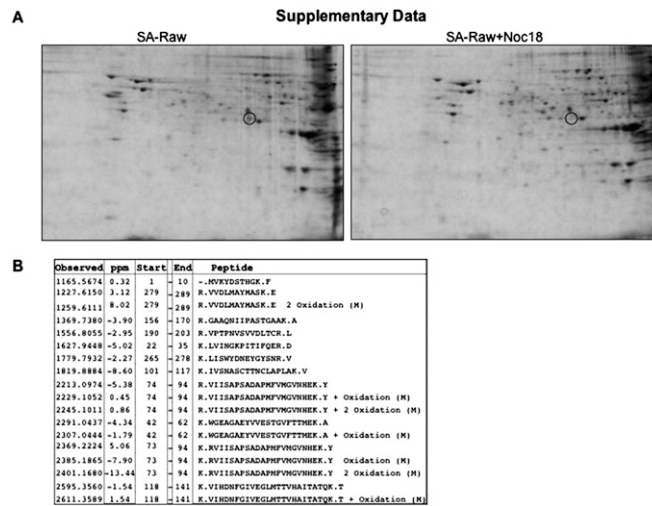 Supplementary Data
A
SA-Raw
SA-Raw+Noc18
B
Observed ppm Start End Peptide
1165.5674 0.32 1 - 10 -.MVKYDSTHGK.F
1227.6150 3.12 279 - 289 R.VVDLMAYMASK.E
1259.6111 8.02 279 - 289 R.VVDLMAYMASK.E 2 Oxidation (M)
1369.7380 -3.90 156 - 170 R.GAAQNIIPASTGAAK.A
1556.8055 -2.95 190 - 203 R.VPTPNVSVVDLTCR.L
1627.9448 -5.02 22 - 35 K.LVINGKPITIFQER.D
1779.7932 -2.27 265 - 278 K.LISWYDNEYGYSNR.V
1819.8884 -8.60 101 - 117 K.IVSNASCTTNCLAPLAK.V
2213.0974 -5.38 74 - 94 R.VIISAPSADAPMFVMGVNHEK.Y
2229.1052 0.45 74 - 94 R.VIISAPSADAPMFVMGVNHEK.Y + Oxidation (M)
2245.1011 0.86 74 - 94 R.VIISAPSADAPMFVMGVNHEK.Y + 2 Oxidation (M)
2291.0437 -4.34 42 - 62 K.WGEAGAEYVVESTGVFTTMEK.A
2307.0444 -1.79 42 - 62 K.WGEAGAEYVVESTGVFTTMEK.A + Oxidation (M)
2369.2224 5.06 73 - 94 K.RVIISAPSADAPMFVMGVNHEK.Y
2385.1865 -7.90 73 - 94 K.RVIISAPSADAPMFVMGVNHEK.Y Oxidation (M)
2401.1680 -13.44 73 - 94 K.RVIISAPSADAPMFVMGVNHEK.Y 2 Oxidation (M)
2595.3560 -1.54 118 - 141 K.VIHDNFGIVEGLMTTVHAITATQK.T
2611.3589 1.54 118 - 141 K.VIHDNFGIVEGLMTTVHAITATQK.T + Oxidation (M)